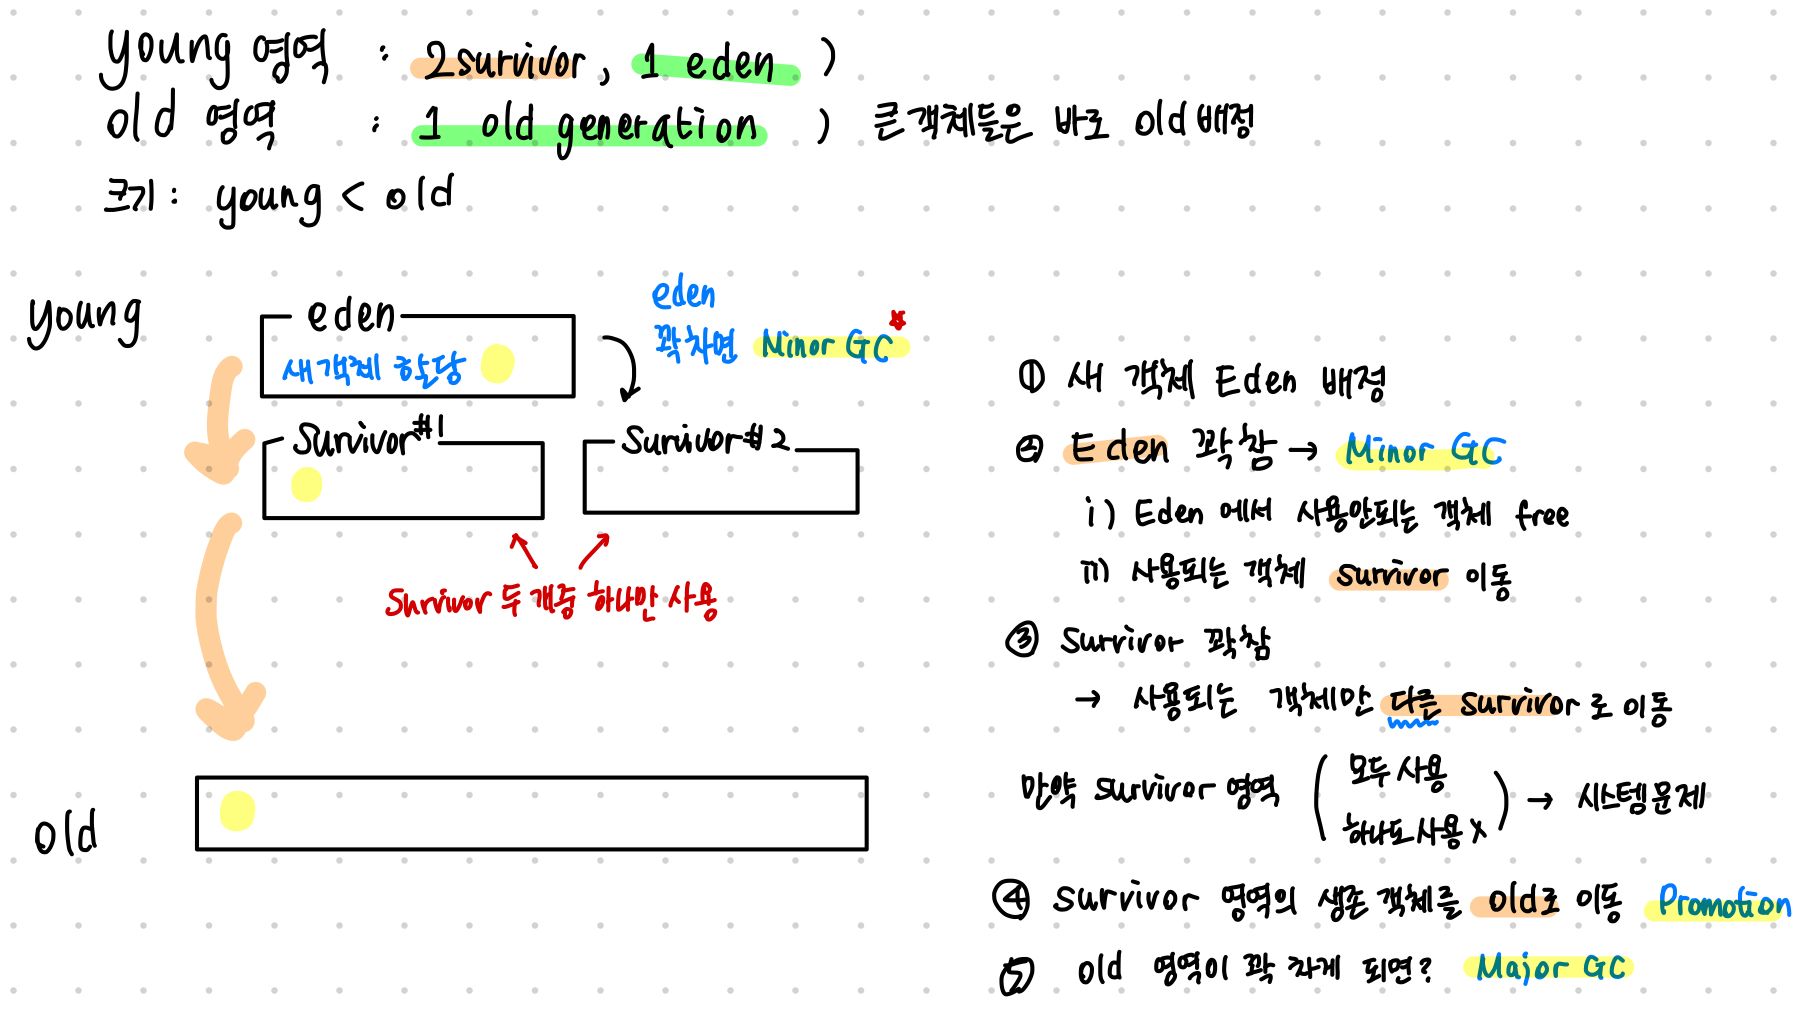 young 영역 : 2 survivor, 1 eden )
old 영역 : 1 old generation ) 큰 객체들은 바로 old 배정
크기 : young < old
young
eden
새 객체 할당
eden
꽉 차면 Minor GC*
Survivor#1
Survivor#2
Survivor 두 개중 하나만 사용
old
① 새 객체 Eden 배정
② Eden 꽉 참 → Minor GC
i) Eden 에서 사용안되는 객체 free
ii) 사용되는 객체 survivor 이동
③ Survivor 꽉참
→ 사용되는 객체만 다른 survivor로 이동
만약 survivor 영역 ( 모두 사용
하나도 사용 X ) → 시스템 문제
④ survivor 영역의 생존 객체를 old로 이동 Promotion
⑤ old 영역이 꽉 차게 되면? Major GC